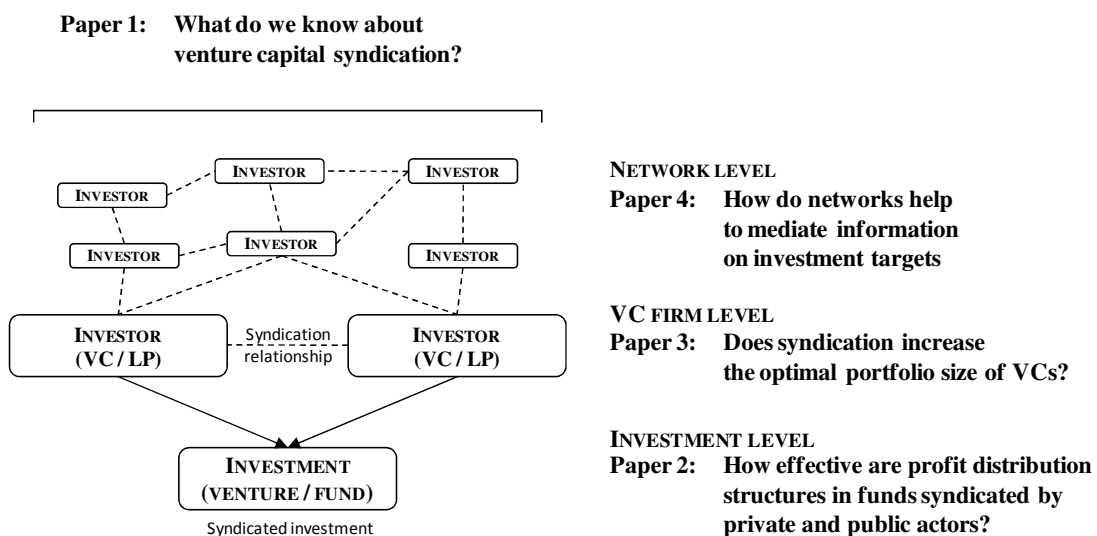 Paper 1: What do we know about
venture capital syndication?
INVESTOR
INVESTOR
INVESTOR
INVESTOR
INVESTOR
INVESTOR
INVESTOR
INVESTOR
(VC / LP)
Syndication
relationship
INVESTOR
(VC / LP)
INVESTMENT
(VENTURE / FUND)
Syndicated investment
NETWORK LEVEL
Paper 4: How do networks help
to mediate information
on investment targets
VC FIRM LEVEL
Paper 3: Does syndication increase
the optimal portfolio size of VCs?
INVESTMENT LEVEL
Paper 2: How effective are profit distribution
structures in funds syndicated by
private and public actors?